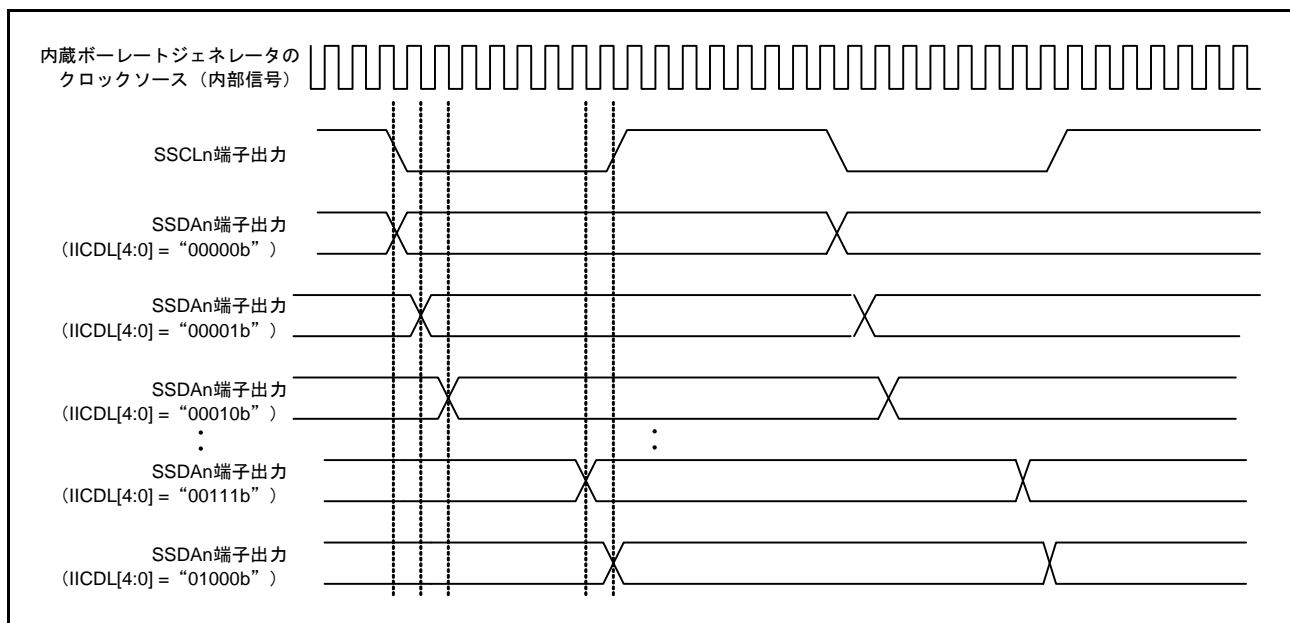 内蔵ボーレートジェネレータの
クロックソース（内部信号）
SSCLn端子出力
SSDAn端子出力
（IICDL[4:0] = “00000b” ）
SSDAn端子出力
（IICDL[4:0] = “00001b” ）
SSDAn端子出力
（IICDL[4:0] = “00010b” ）
SSDAn端子出力
（IICDL[4:0] = “00111b” ）
SSDAn端子出力
（IICDL[4:0] = “01000b” ）